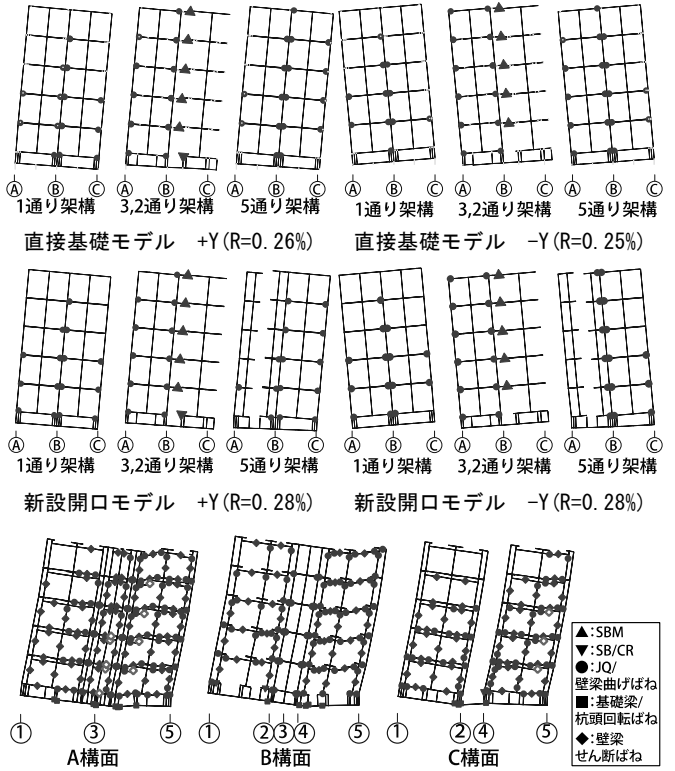 Ⓐ Ⓑ Ⓒ Ⓐ Ⓑ Ⓒ Ⓐ Ⓑ Ⓒ Ⓐ Ⓑ Ⓒ Ⓐ Ⓑ Ⓒ Ⓐ Ⓑ Ⓒ
1通り架構 3,2通り架構 5通り架構 1通り架構 3,2通り架構 5通り架構
直接基礎モデル +Y(R=0.26%) 直接基礎モデル -Y(R=0.25%)
Ⓐ Ⓑ Ⓒ Ⓐ Ⓑ Ⓒ Ⓐ Ⓑ Ⓒ Ⓐ Ⓑ Ⓒ Ⓐ Ⓑ Ⓒ Ⓐ Ⓑ Ⓒ
1通り架構 3,2通り架構 5通り架構 1通り架構 3,2通り架構 5通り架構
新設開口モデル +Y(R=0.28%) 新設開口モデル -Y(R=0.28%)
① ③ ⑤ ① ②③④ ⑤ ① ②④ ⑤
A構面 B構面 C構面
▲:SBM
▼:SB/CR
●:JQ/
壁梁曲げばね
■:基礎梁/
杭頭回転ばね
◆:壁梁
せん断ばね